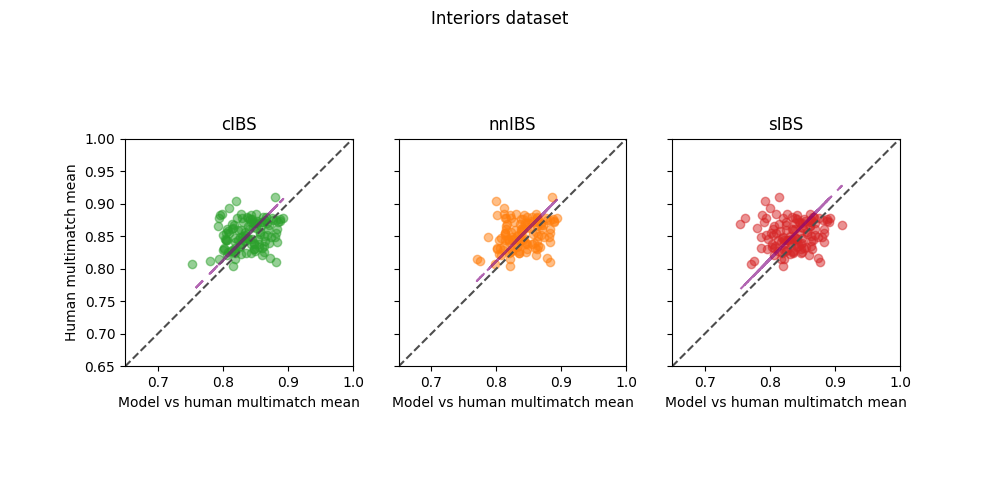 Interiors dataset
cIBS
nnIBS
sIBS
Human multimatch mean
1.00
0.95
0.90
0.85
0.80
0.75
0.70
0.65
0.7 0.8 0.9 1.0
0.7 0.8 0.9 1.0
0.7 0.8 0.9 1.0
Model vs human multimatch mean
Model vs human multimatch mean
Model vs human multimatch mean